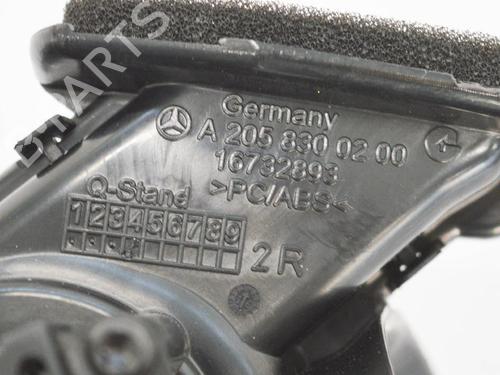 PARTS
Germany
A 205 830 02 00
16732893
>PC/ABS<
Q-Stand
123456789
2R